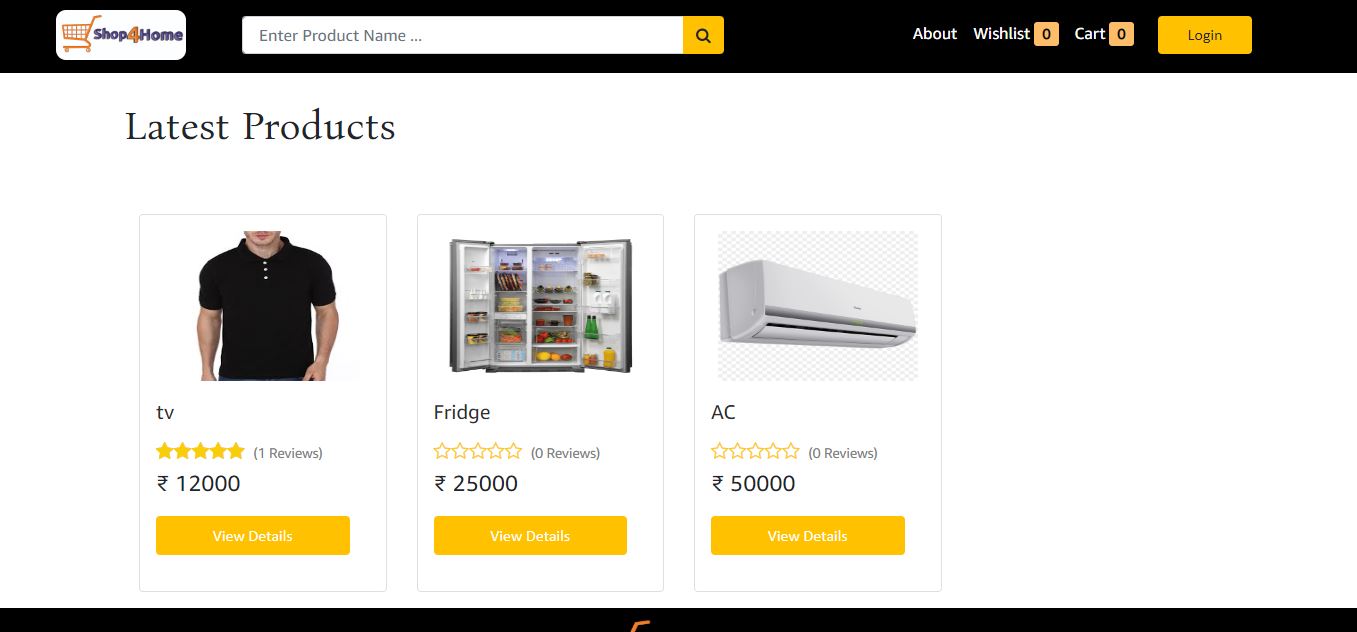 Shop4Home
Enter Product Name ...
About Wishlist 0 Cart 0 Login
Latest Products
tv
(1 Reviews)
₹ 12000
View Details
Fridge
(0 Reviews)
₹ 25000
View Details
AC
(0 Reviews)
₹ 50000
View Details